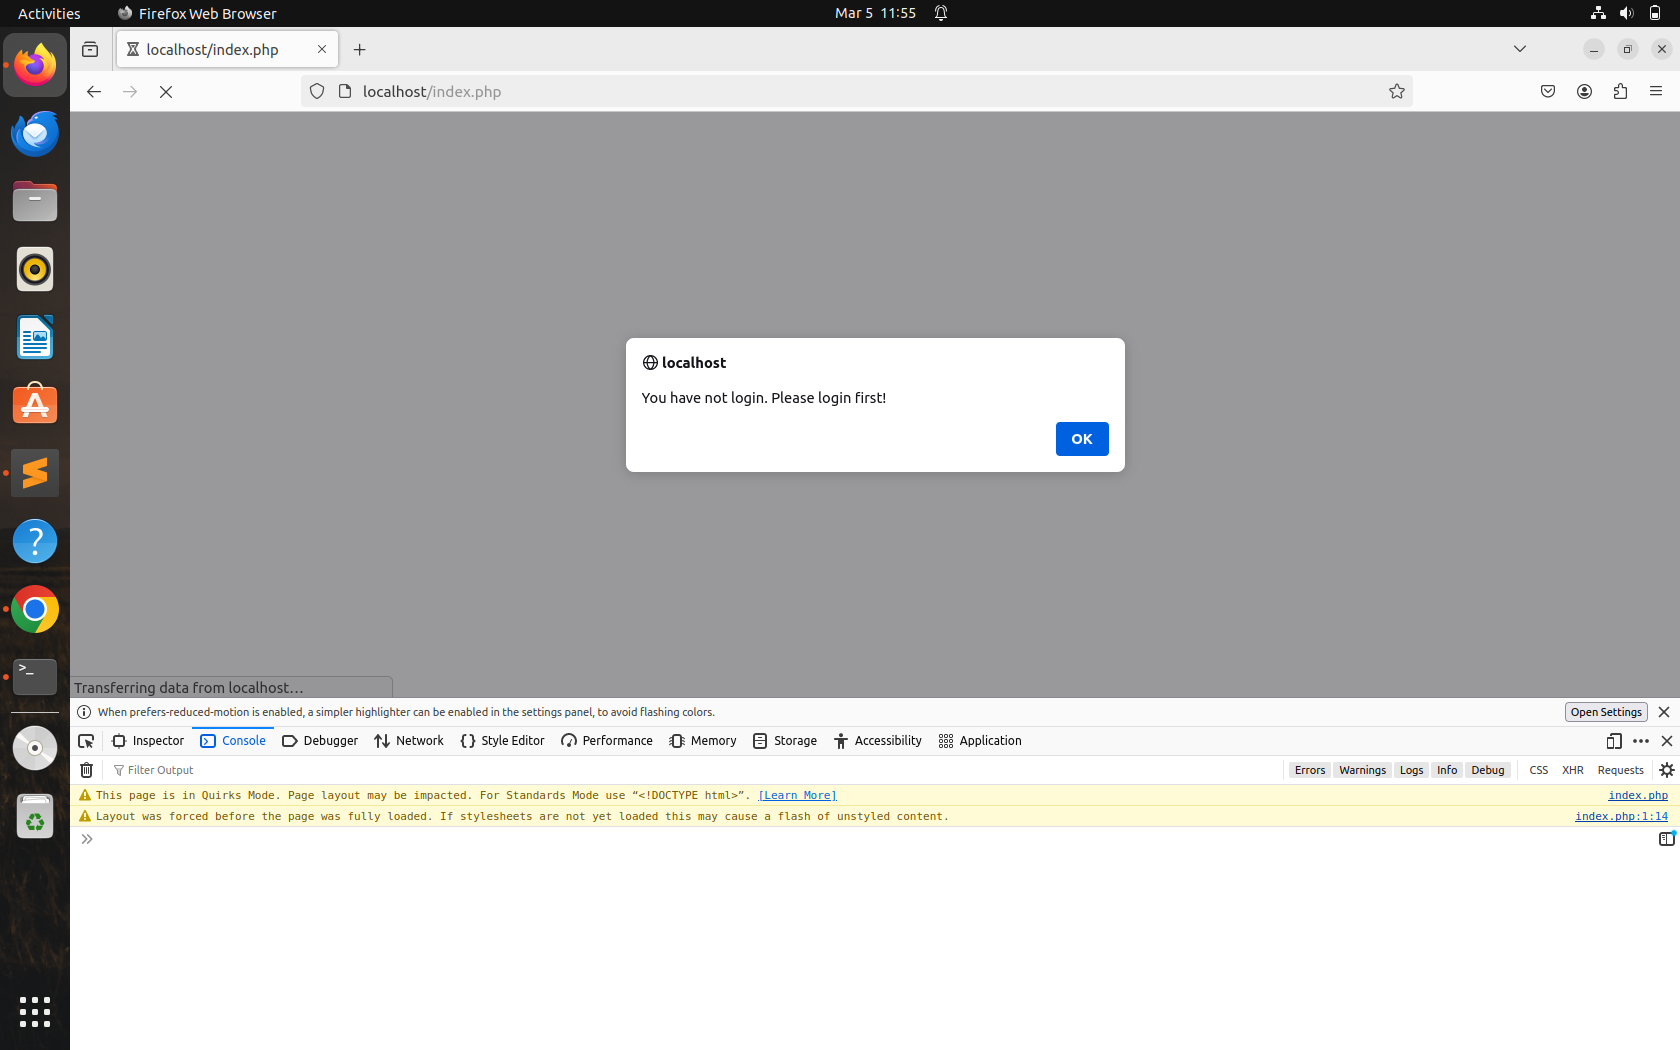 Activities
Firefox Web Browser
Mar 5 11:55
localhost/index.php
localhost/index.php
localhost
You have not login. Please login first!
OK
Transferring data from localhost…
When prefers-reduced-motion is enabled, a simpler highlighter can be enabled in the settings panel, to avoid flashing colors.
Open Settings
Inspector
Console
Debugger
Network
Style Editor
Performance
Memory
Storage
Accessibility
Application
Filter Output
Errors
Warnings
Logs
Info
Debug
CSS
XHR
Requests
This page is in Quirks Mode. Page layout may be impacted. For Standards Mode use “<!DOCTYPE html>”. [Learn More]
index.php
Layout was forced before the page was fully loaded. If stylesheets are not yet loaded this may cause a flash of unstyled content.
index.php:1:14